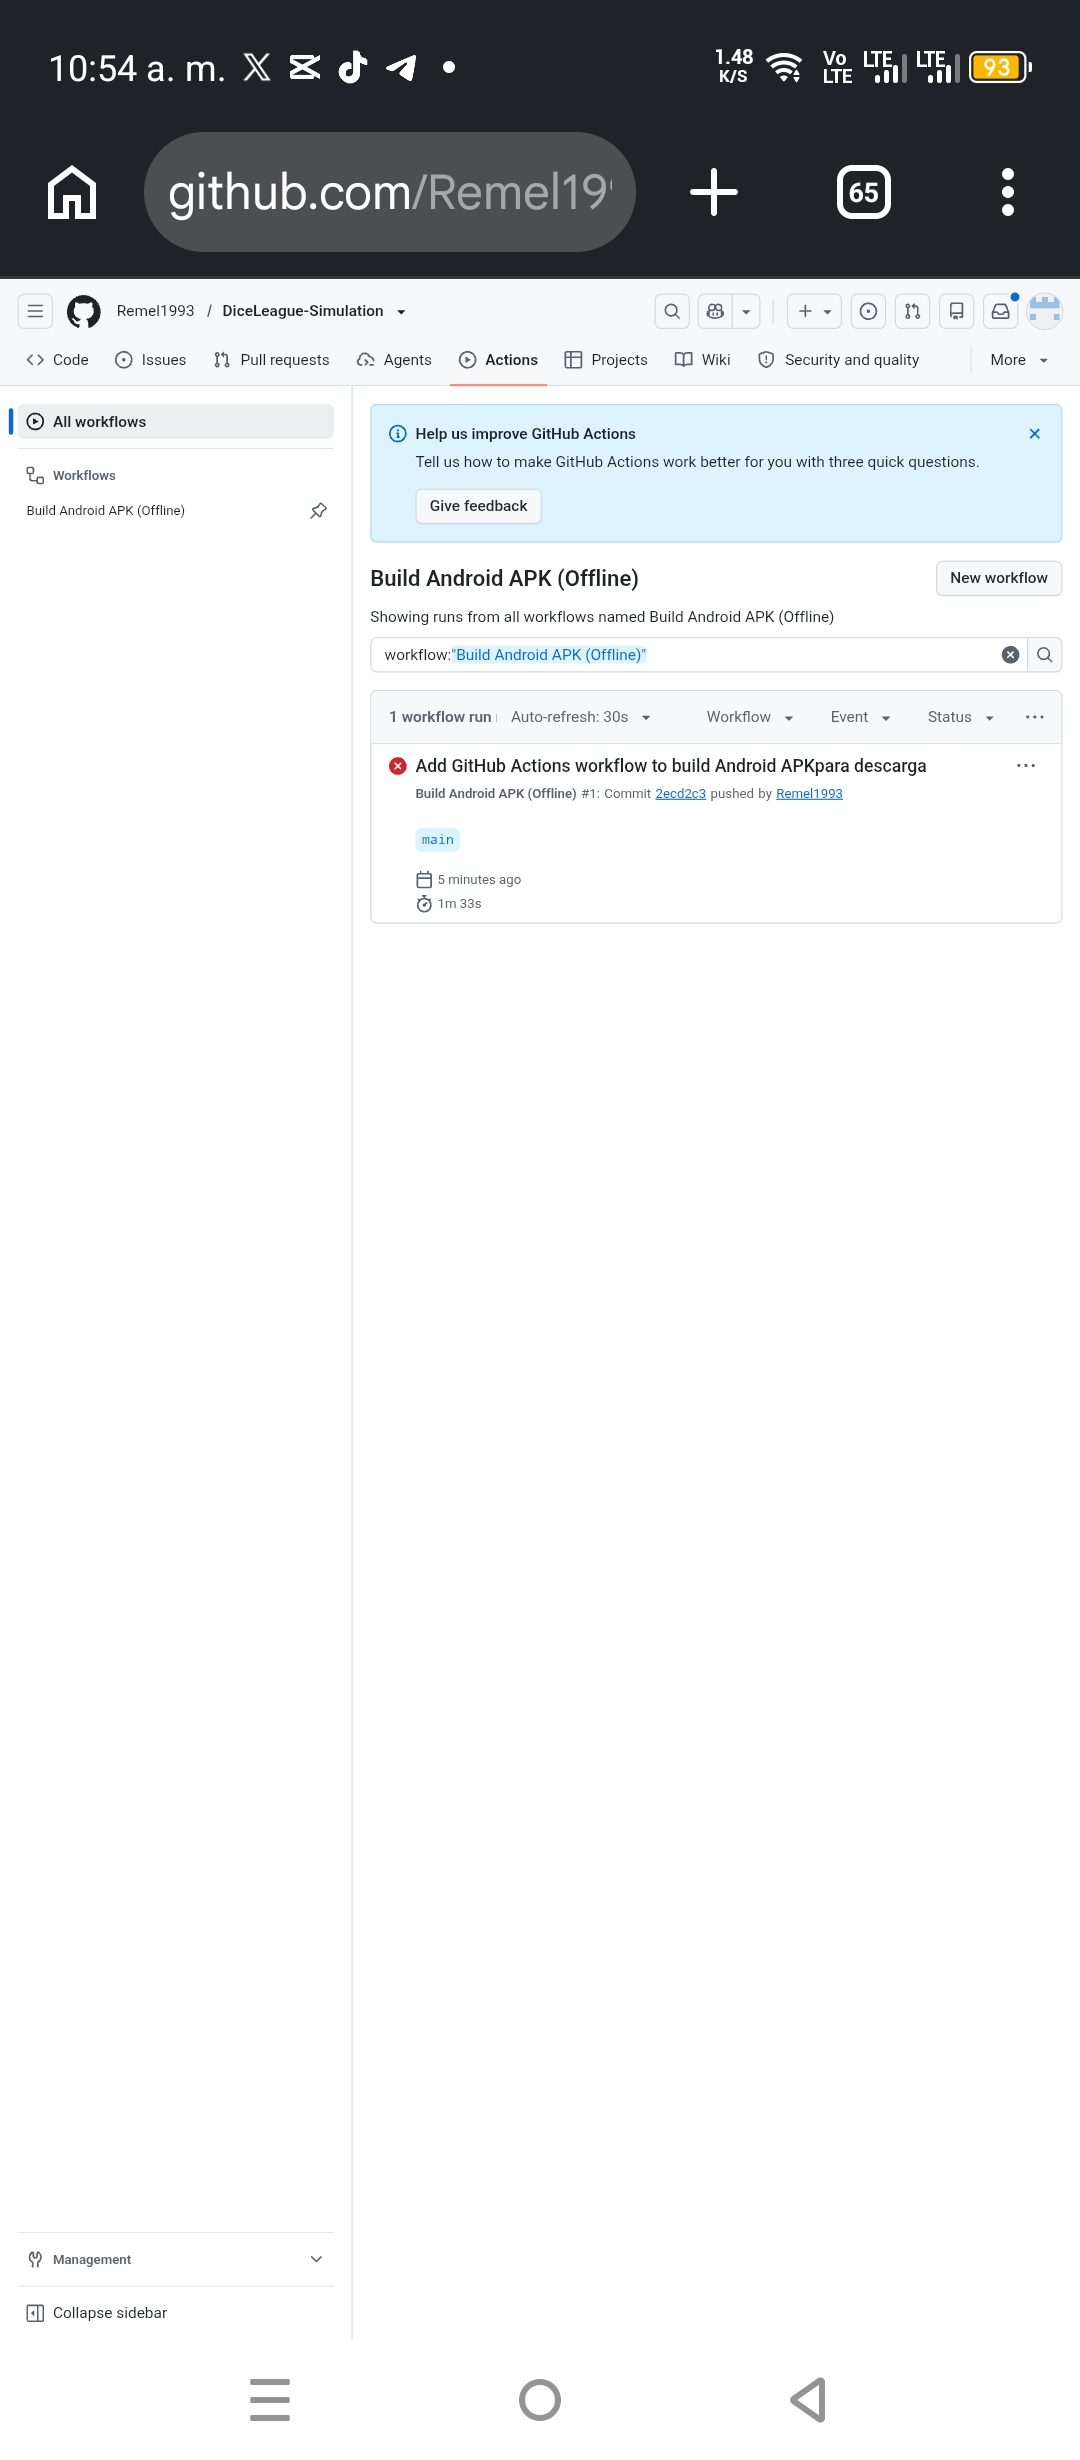 10:54 a. m.
1.48 K/S
Vo LTE
LTE
LTE
93
github.com/Remel19
65
Remel1993 / DiceLeague-Simulation
Code
Issues
Pull requests
Agents
Actions
Projects
Wiki
Security and quality
More
All workflows
Workflows
Build Android APK (Offline)
Help us improve GitHub Actions
Tell us how to make GitHub Actions work better for you with three quick questions.
Give feedback
Build Android APK (Offline)
New workflow
Showing runs from all workflows named Build Android APK (Offline)
workflow:"Build Android APK (Offline)"
1 workflow run
Auto-refresh: 30s
Workflow
Event
Status
Add GitHub Actions workflow to build Android APKpara descarga
Build Android APK (Offline) #1: Commit 2ecd2c3 pushed by Remel1993
main
5 minutes ago
1m 33s
Management
Collapse sidebar